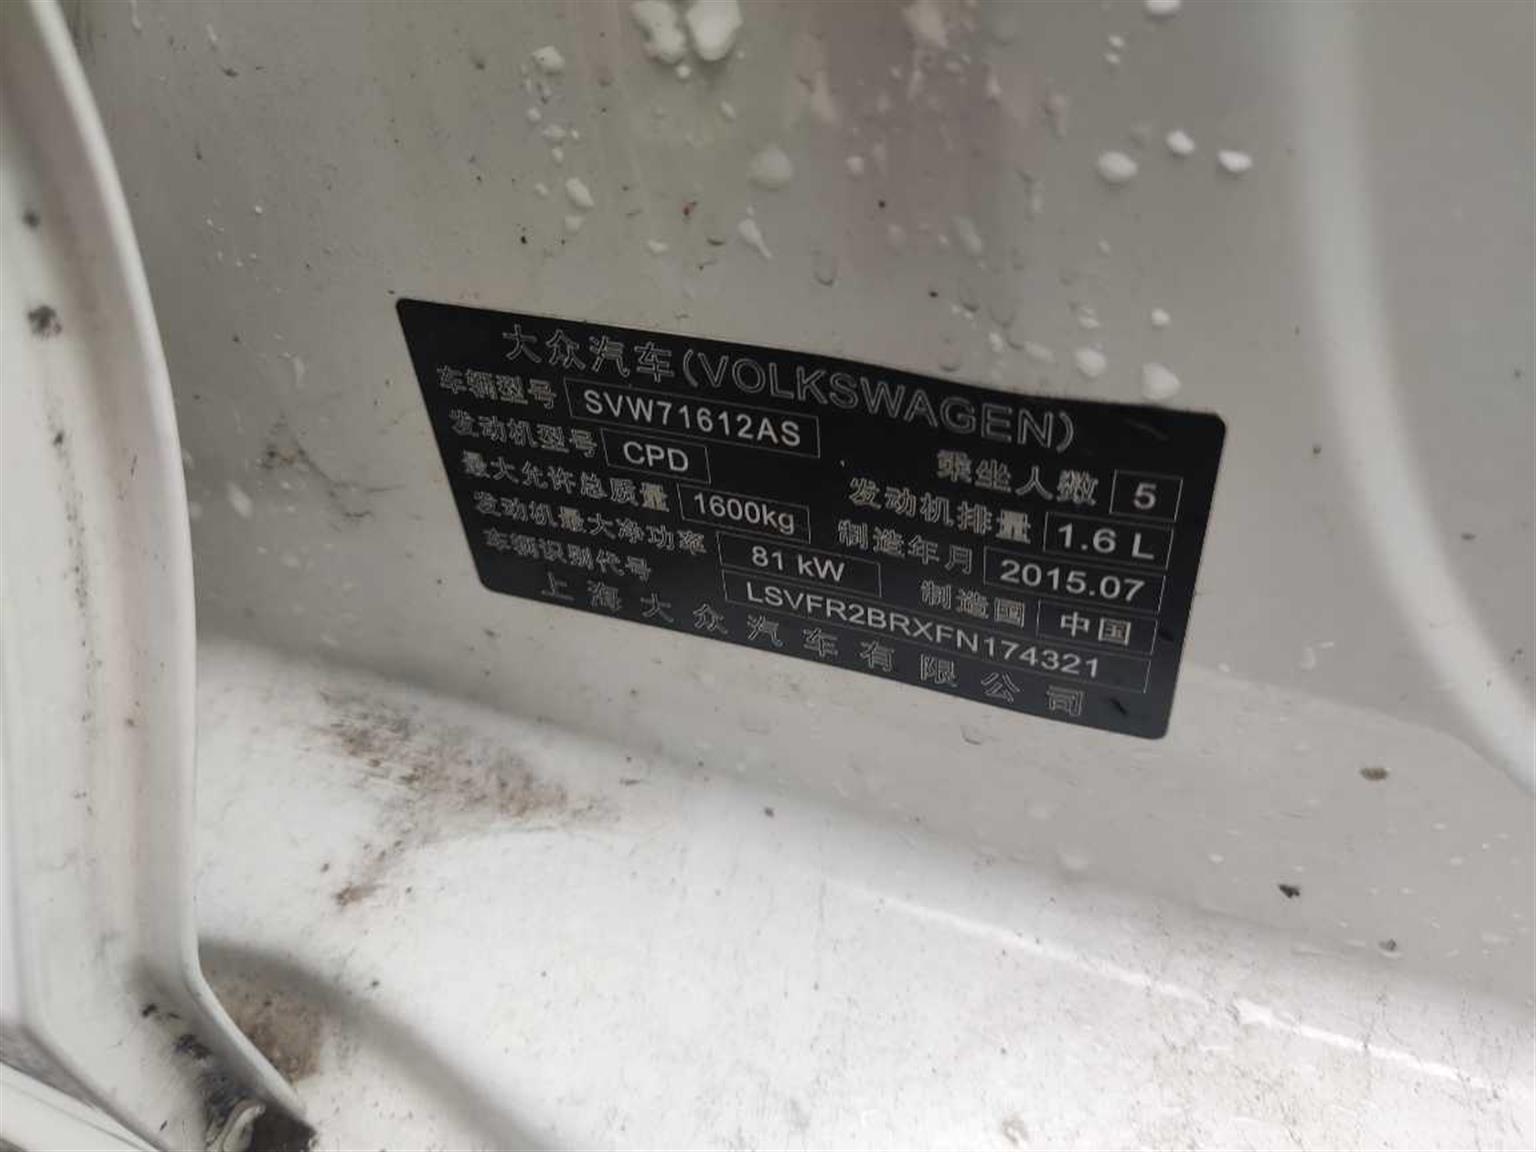 大众汽车(VOLKSWAGEN)
车辆型号 SVW71612AS 乘坐人数 5
发动机型号 CPD 发动机排量 1.6 L
最大允许总质量 1600kg 制造年月 2015.07
发动机最大净功率 81 kW 制造国 中国
车辆识别代号 LSVFR2BRXFN174321
上海大众汽车有限公司